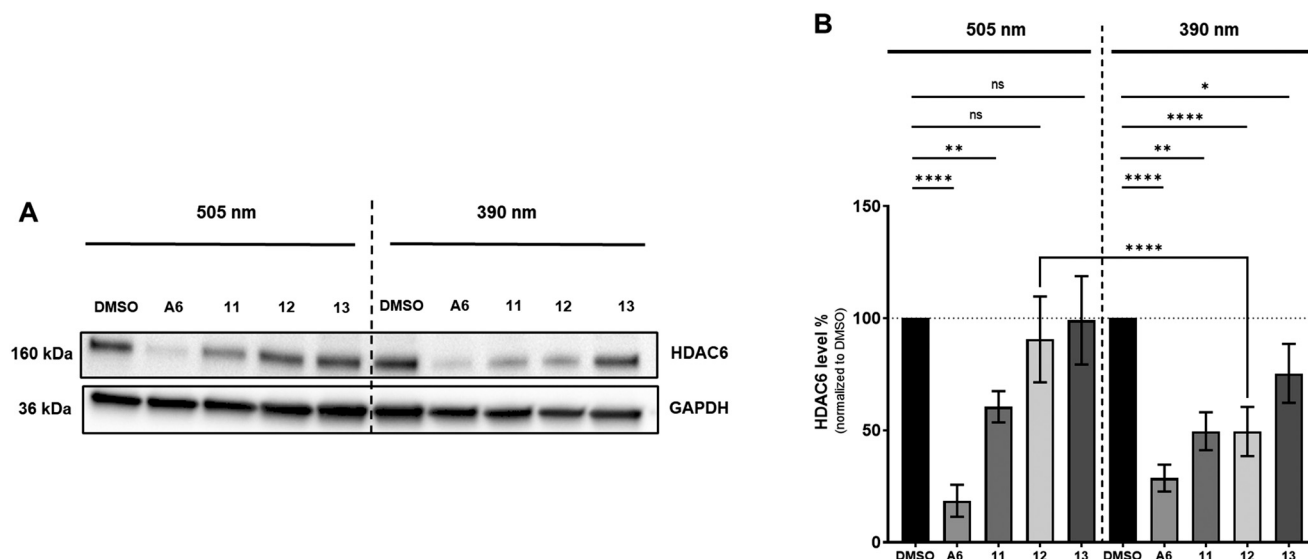 A
505 nm 390 nm
DMSO A6 11 12 13 DMSO A6 11 12 13
160 kDa HDAC6
36 kDa GAPDH
B
505 nm 390 nm
ns *
ns ****
** **
**** ****
150
****
100
50
0
HDAC6 level %
(normalized to DMSO)
DMSO A6 11 12 13 DMSO A6 11 12 13